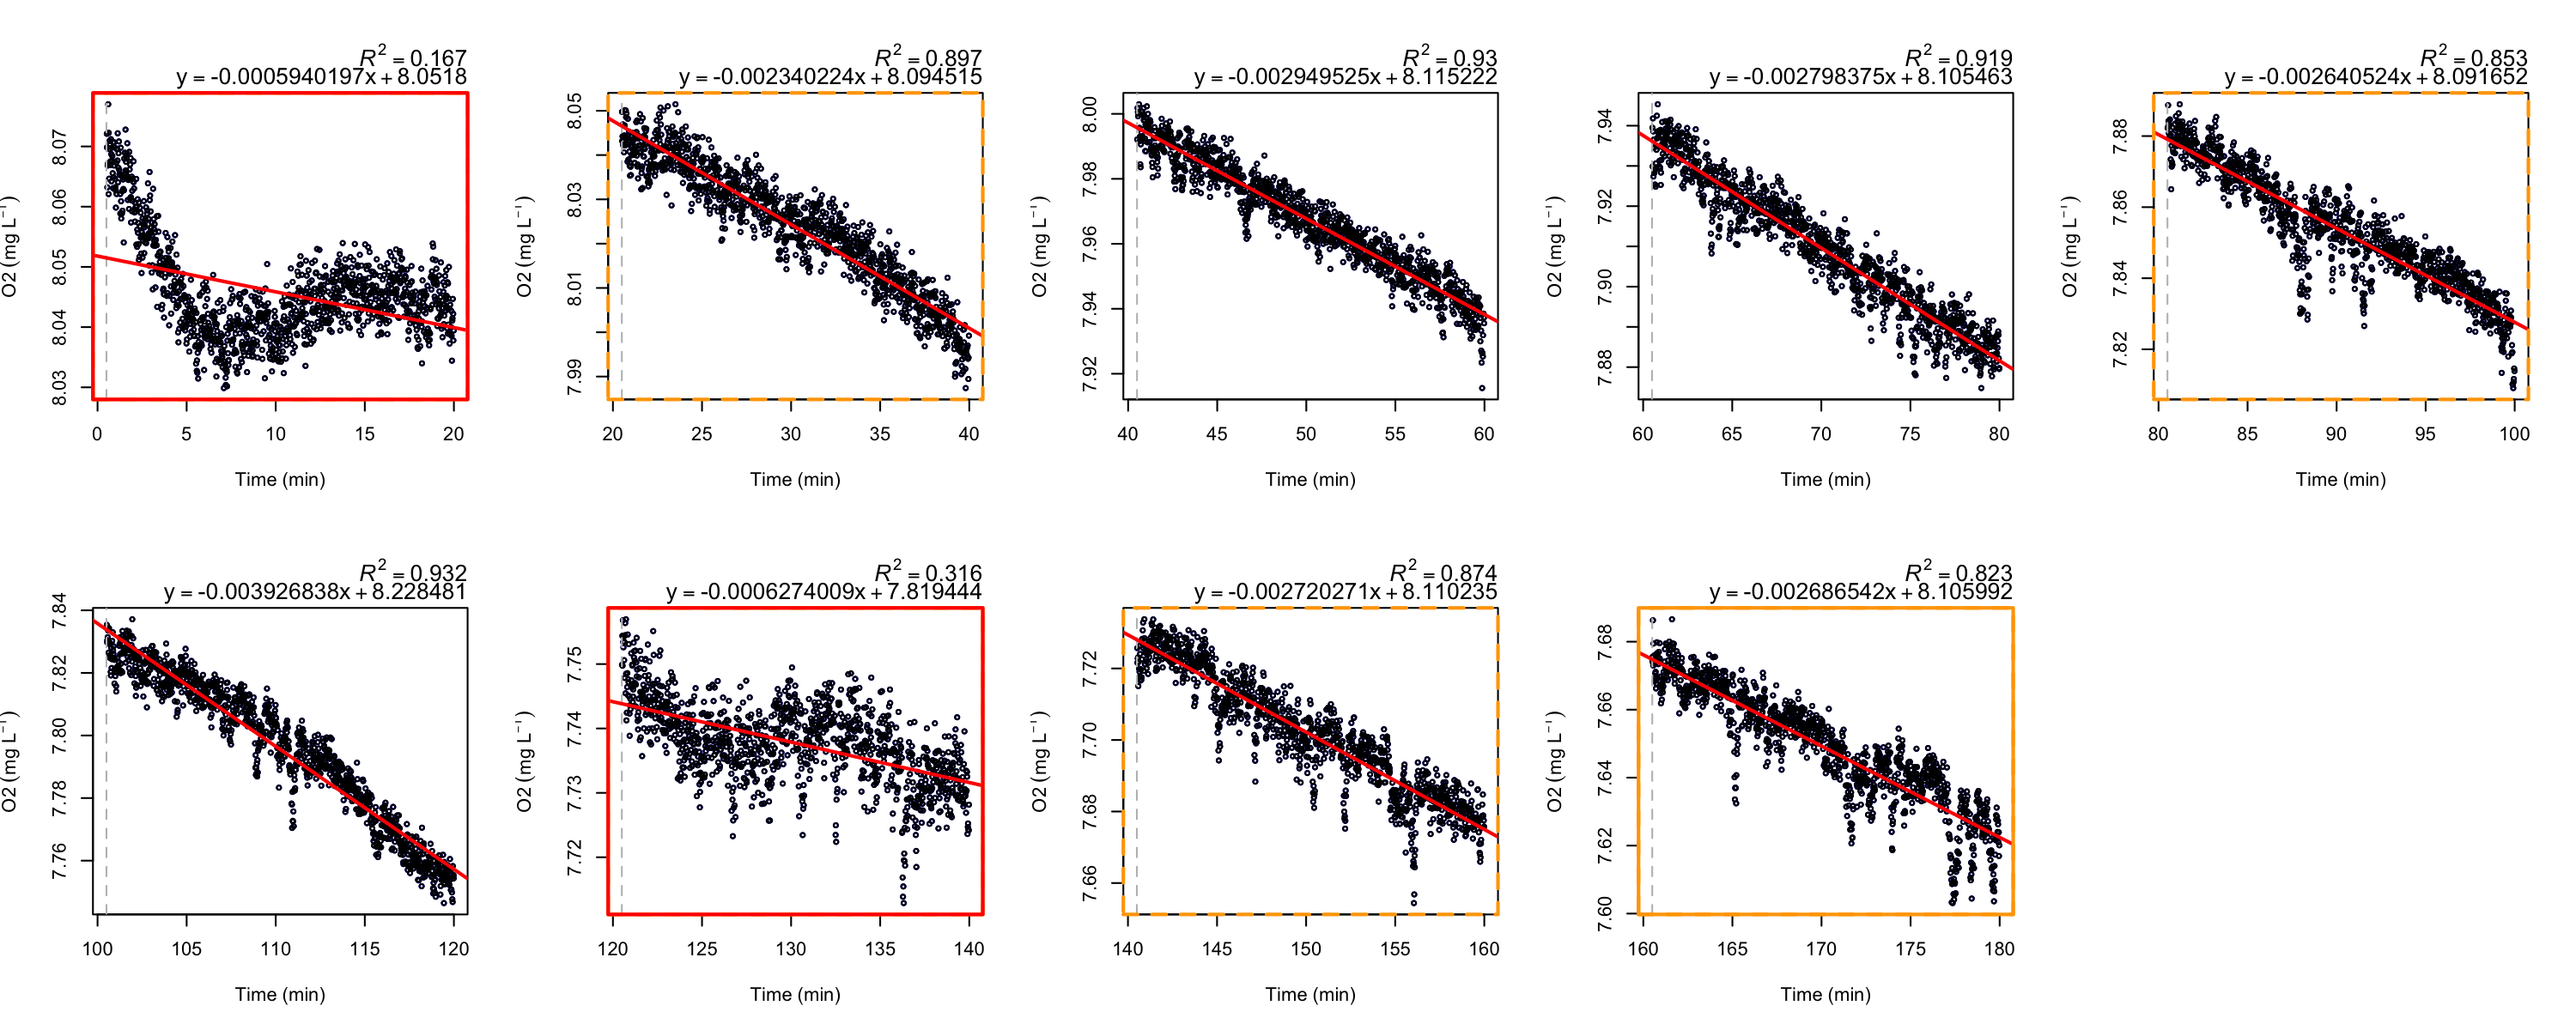 R² = 0.167
y = -0.0005940197x + 8.0518
O2 (mg L⁻¹)
8.03 8.04 8.05 8.06 8.07
0 5 10 15 20
Time (min)
R² = 0.897
y = -0.002340224x + 8.094515
O2 (mg L⁻¹)
7.99 8.01 8.03 8.05
20 25 30 35 40
Time (min)
R² = 0.93
y = -0.002949525x + 8.115222
O2 (mg L⁻¹)
7.92 7.94 7.96 7.98 8.00
40 45 50 55 60
Time (min)
R² = 0.919
y = -0.002798375x + 8.105463
O2 (mg L⁻¹)
7.88 7.90 7.92 7.94
60 65 70 75 80
Time (min)
R² = 0.853
y = -0.002640524x + 8.091652
O2 (mg L⁻¹)
7.82 7.84 7.86 7.88
80 85 90 95 100
Time (min)
R² = 0.932
y = -0.003926838x + 8.228481
O2 (mg L⁻¹)
7.76 7.78 7.80 7.82 7.84
100 105 110 115 120
Time (min)
R² = 0.316
y = -0.0006274009x + 7.819444
O2 (mg L⁻¹)
7.72 7.73 7.74 7.75
120 125 130 135 140
Time (min)
R² = 0.874
y = -0.002720271x + 8.110235
O2 (mg L⁻¹)
7.66 7.68 7.70 7.72
140 145 150 155 160
Time (min)
R² = 0.823
y = -0.002686542x + 8.105992
O2 (mg L⁻¹)
7.60 7.62 7.64 7.66 7.68
160 165 170 175 180
Time (min)